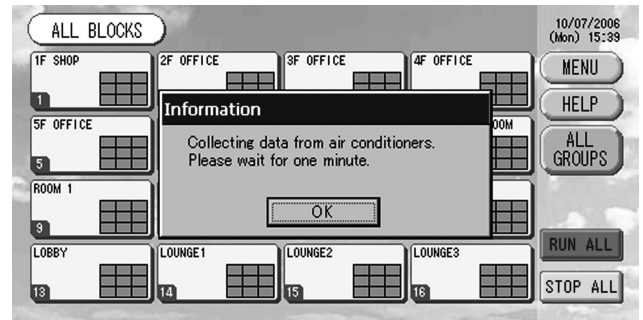 ALL BLOCKS
10/07/2006
(Mon) 15:39
1F SHOP
2F OFFICE
3F OFFICE
4F OFFICE
MENU
1
HELP
Information
5F OFFICE
OOM
Collecting data from air conditioners.
Please wait for one minute.
ALL
GROUPS
5
ROOM 1
OK
9
RUN ALL
LOBBY
LOUNGE1
LOUNGE2
LOUNGE3
STOP ALL
13
14
15
16